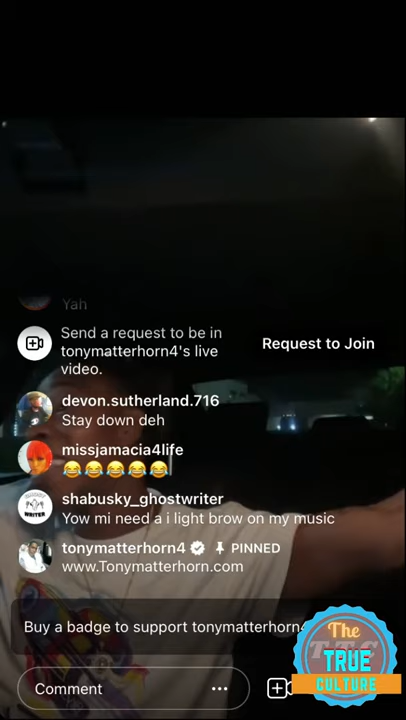 Yah
Send a request to be in
tonymatterhorn4's live
video.
Request to Join
devon.sutherland.716
Stay down deh
missjamacia4life
😂😂😂😂😂
shabusky_ghostwriter
Yow mi need a i light brow on my music
WRITER
tonymatterhorn4 PINNED
www.Tonymatterhorn.com
Buy a badge to support tonymatterhorn4
The
TRUE
CULTURE
Comment